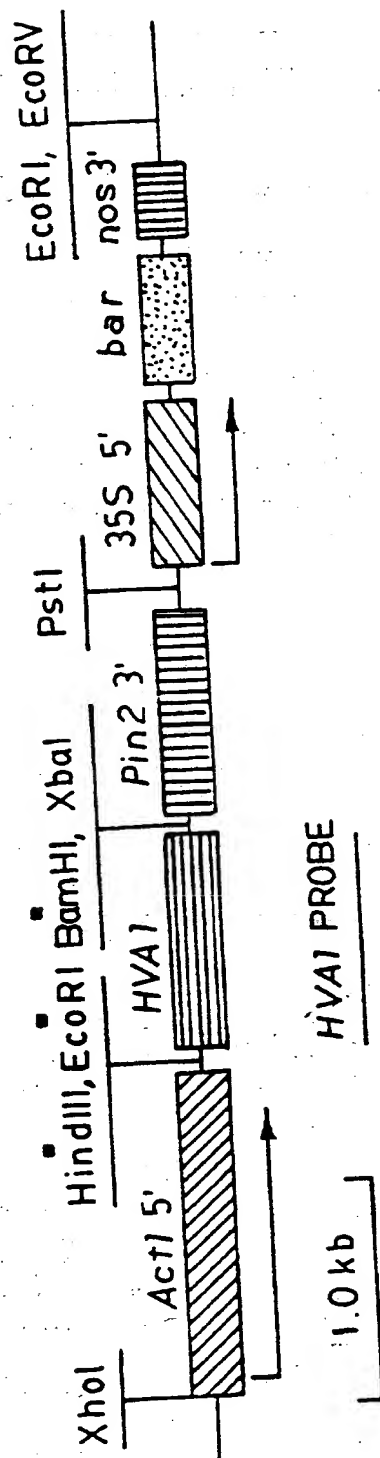 XhoI
HindIII, EcoRI
BamHI, XbaI
PstI
EcoRI, EcoRV
Act1 5'
HVA1
Pin2 3'
35S 5'
bar
nos 3'
1.0 kb
HVA1 PROBE